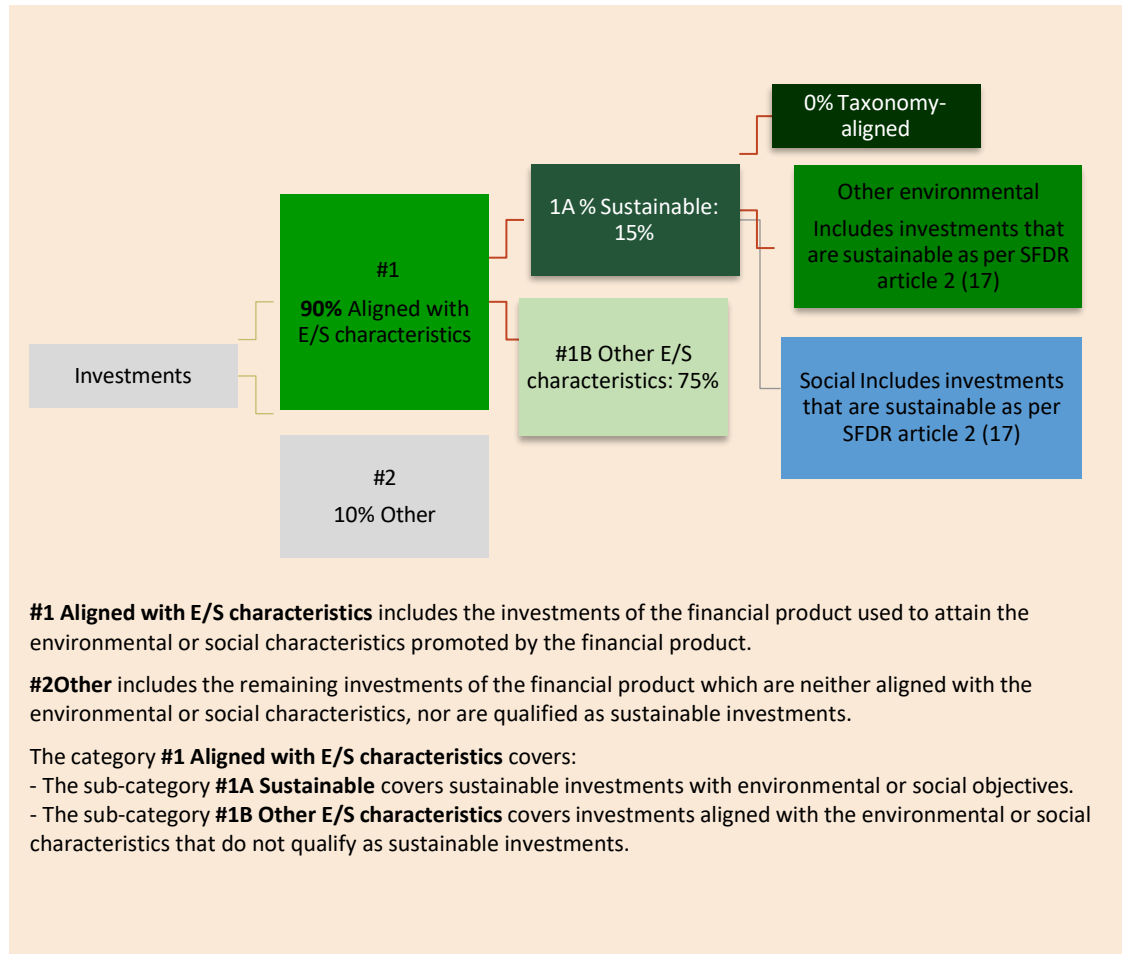 0% Taxonomy-
aligned
1A % Sustainable:
15%
Other environmental
Includes investments that
are sustainable as per SFDR
article 2 (17)
#1
90% Aligned with
E/S characteristics
#1B Other E/S
characteristics: 75%
Investments
Social Includes investments
that are sustainable as per
SFDR article 2 (17)
#2
10% Other
#1 Aligned with E/S characteristics includes the investments of the financial product used to attain the
environmental or social characteristics promoted by the financial product.
#2Other includes the remaining investments of the financial product which are neither aligned with the
environmental or social characteristics, nor are qualified as sustainable investments.
The category #1 Aligned with E/S characteristics covers:
- The sub-category #1A Sustainable covers sustainable investments with environmental or social objectives.
- The sub-category #1B Other E/S characteristics covers investments aligned with the environmental or social
characteristics that do not qualify as sustainable investments.